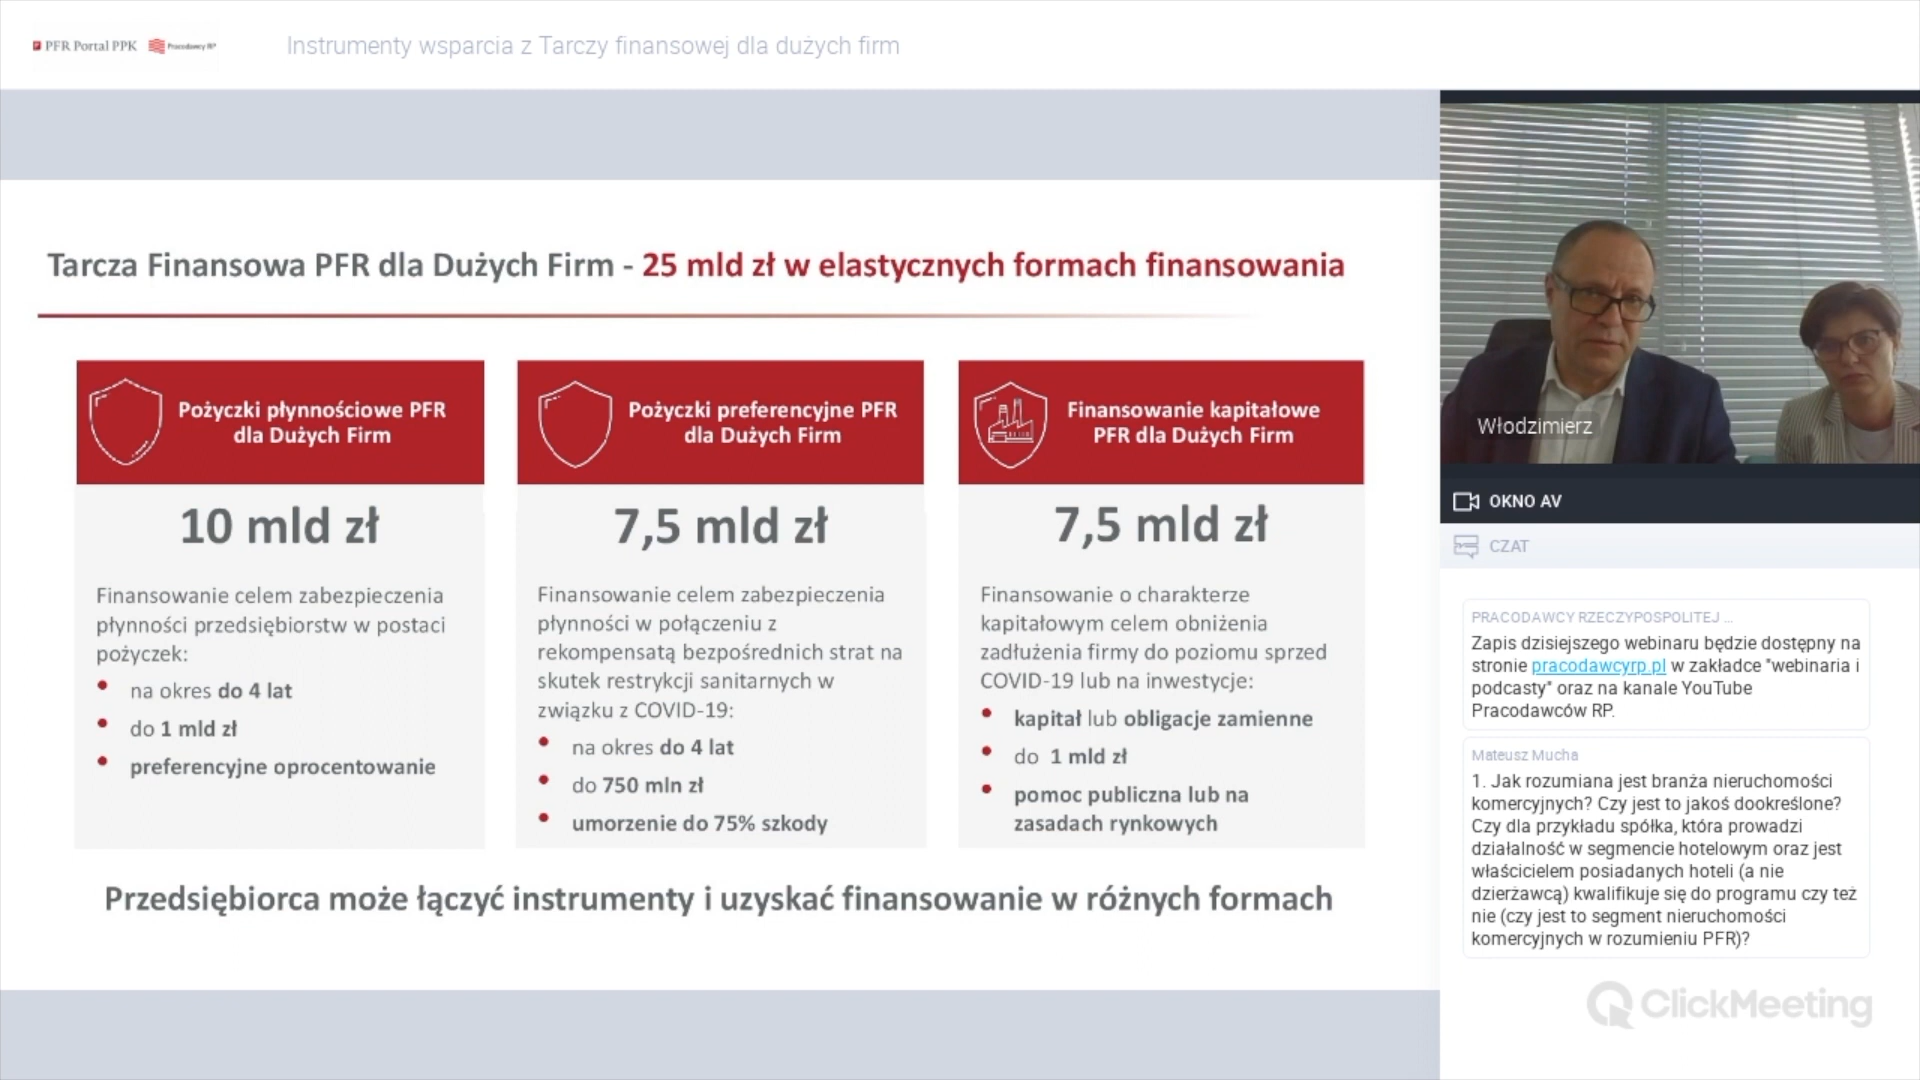 PFR Portal PPK
Pracodawcy RP
Instrumenty wsparcia z Tarczy finansowej dla dużych firm
Tarcza Finansowa PFR dla Dużych Firm - 25 mld zł w elastycznych formach finansowania
Pożyczki płynnościowe PFR
dla Dużych Firm
10 mld zł
Finansowanie celem zabezpieczenia
płynności przedsiębiorstw w postaci
pożyczek:
• na okres do 4 lat
• do 1 mld zł
• preferencyjne oprocentowanie
Pożyczki preferencyjne PFR
dla Dużych Firm
7,5 mld zł
Finansowanie celem zabezpieczenia
płynności w połączeniu z
rekompensatą bezpośrednich strat na
skutek restrykcji sanitarnych w
związku z COVID-19:
• na okres do 4 lat
• do 750 mln zł
• umorzenie do 75% szkody
Finansowanie kapitałowe
PFR dla Dużych Firm
7,5 mld zł
Finansowanie o charakterze
kapitałowym celem obniżenia
zadłużenia firmy do poziomu sprzed
COVID-19 lub na inwestycje:
• kapitał lub obligacje zamienne
• do 1 mld zł
• pomoc publiczna lub na
zasadach rynkowych
Przedsiębiorca może łączyć instrumenty i uzyskać finansowanie w różnych formach
Włodzimierz
OKNO AV
CZAT
PRACODAWCY RZECZYPOSPOLITEJ ...
Zapis dzisiejszego webinaru będzie dostępny na
stronie pracodawcyrp.pl w zakładce "webinaria i
podcasty" oraz na kanale YouTube
Pracodawców RP.
Mateusz Mucha
1. Jak rozumiana jest branża nieruchomości
komercyjnych? Czy jest to jakoś dookreślone?
Czy dla przykładu spółka, która prowadzi
działalność w segmencie hotelowym oraz jest
właścicielem posiadanych hoteli (a nie
dzierżawcą) kwalifikuje się do programu czy też
nie (czy jest to segment nieruchomości
komercyjnych w rozumieniu PFR)?
ClickMeeting